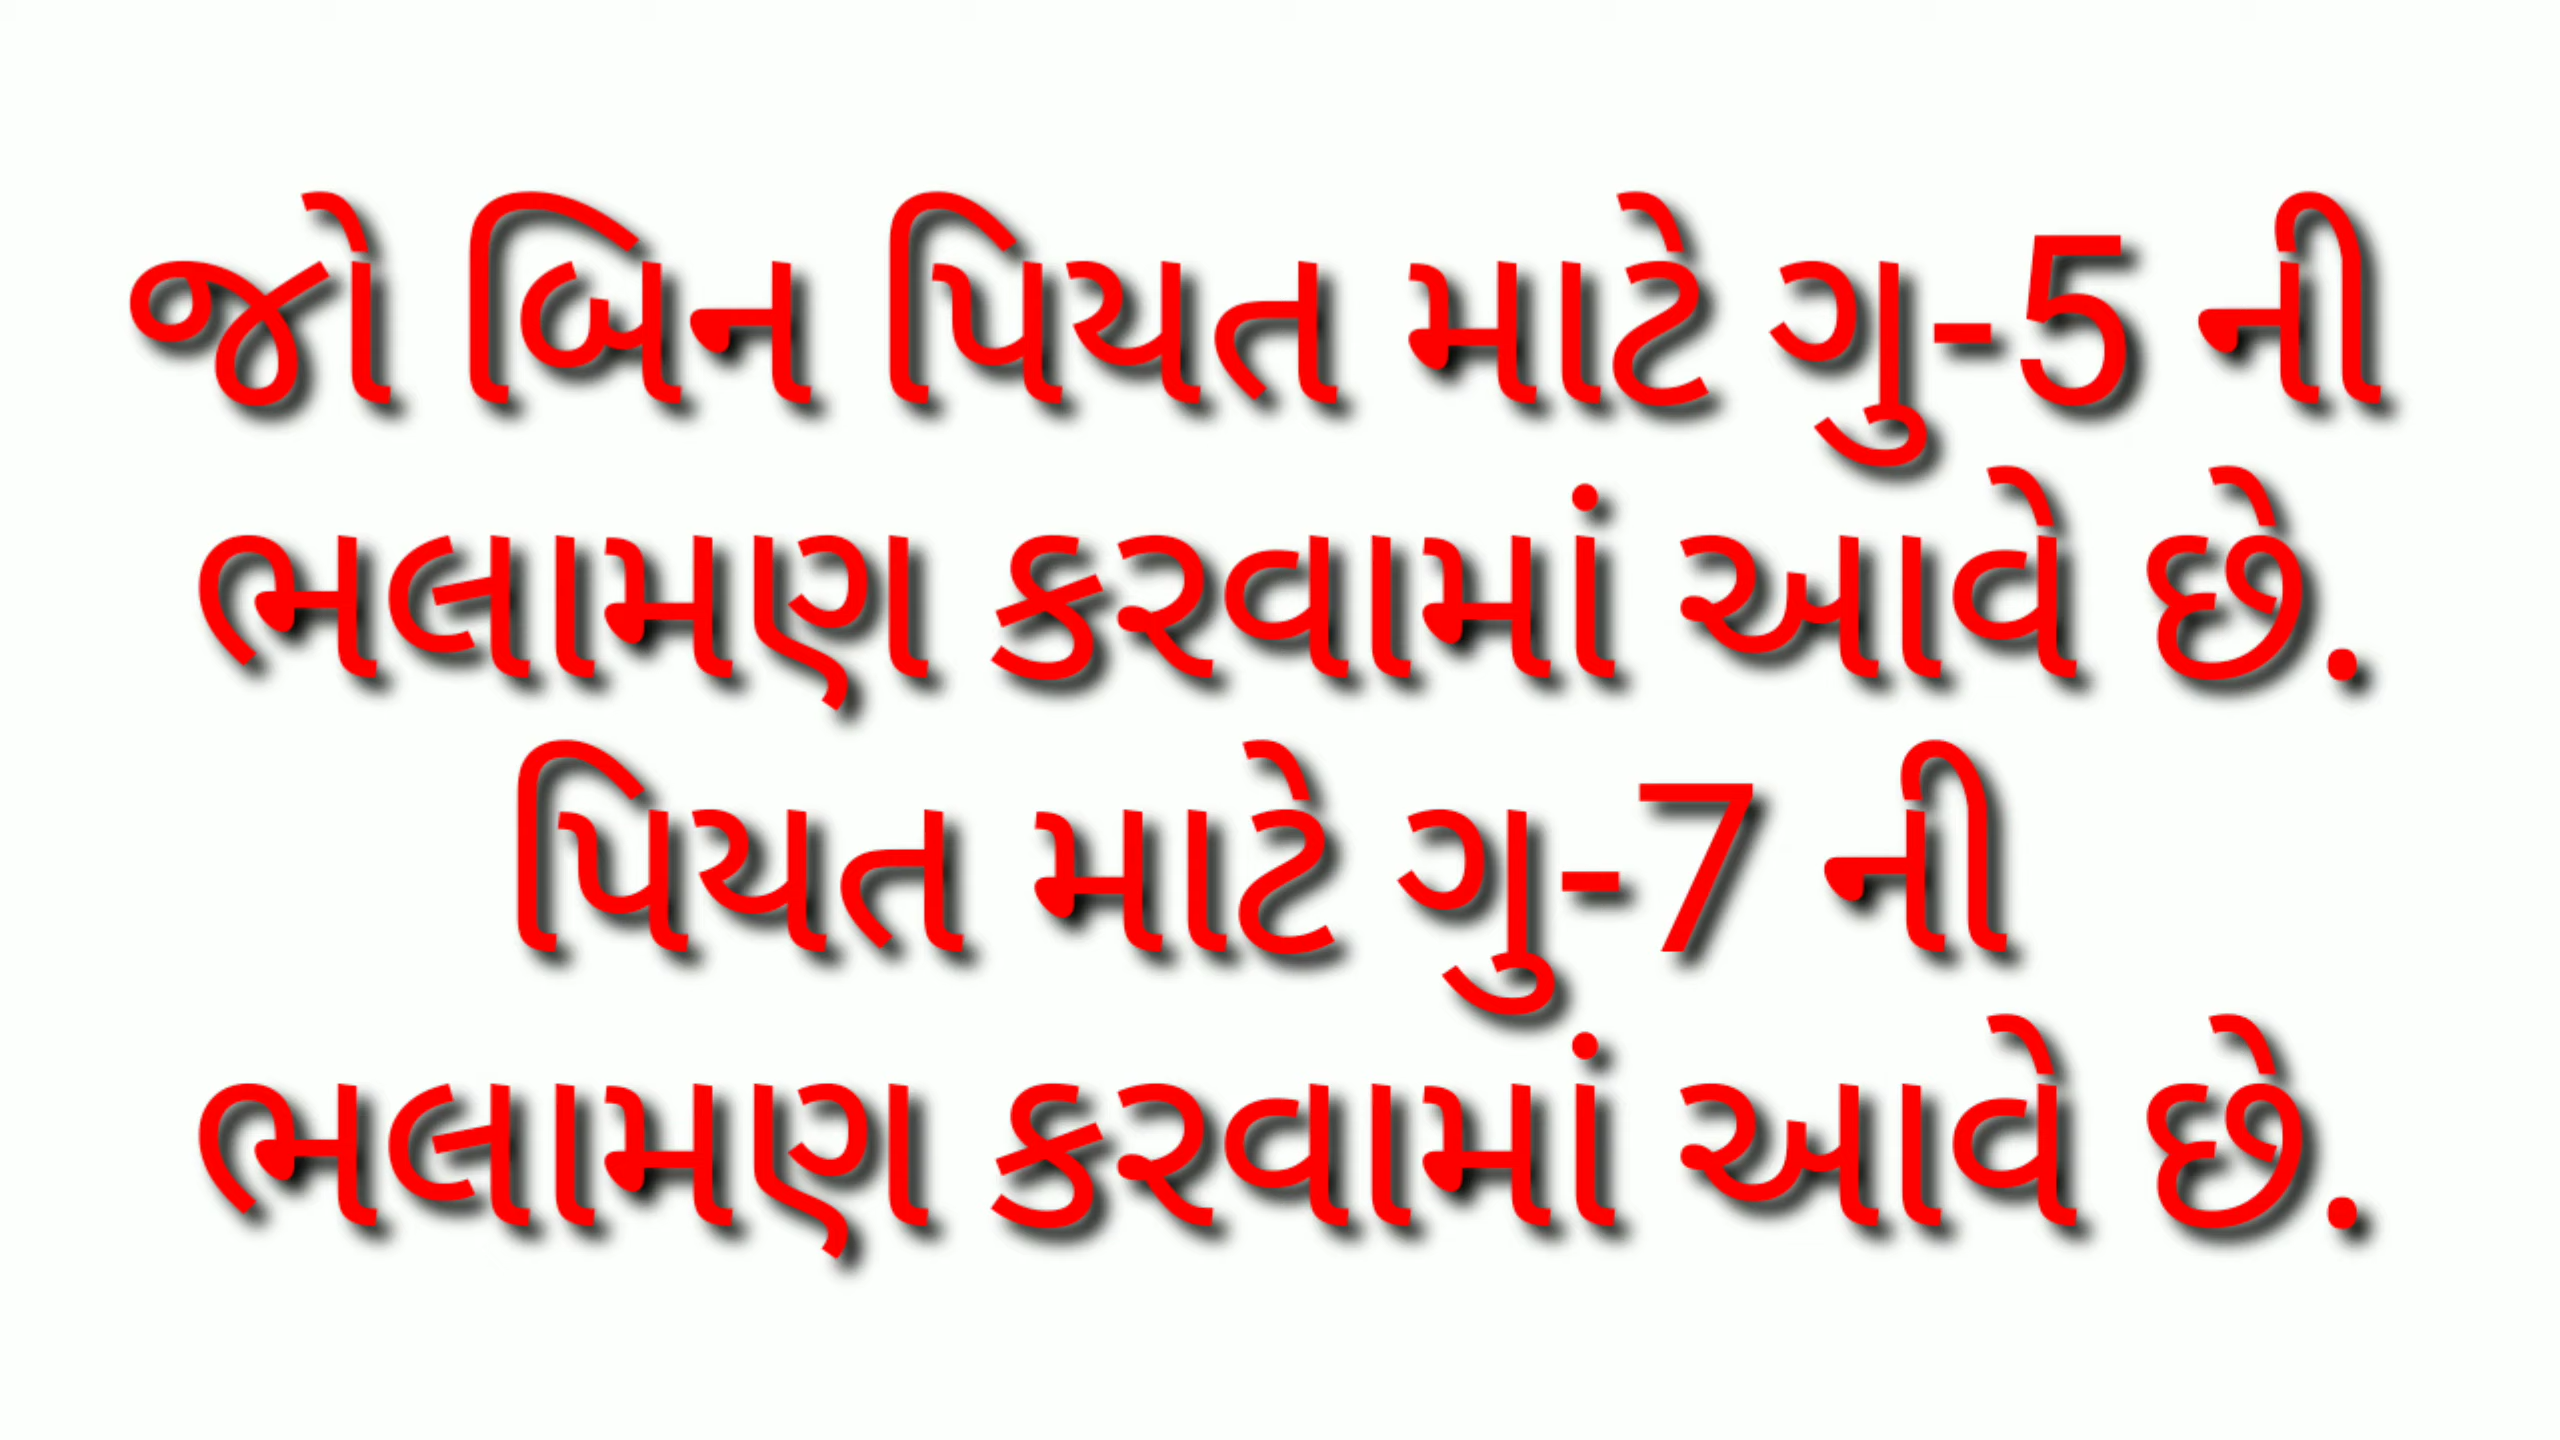 જો બિન પિયત માટે ગુ-5 ની
ભલામણ કરવામાં આવે છે.
પિયત માટે ગુ-7 ની
ભલામણ કરવામાં આવે છે.